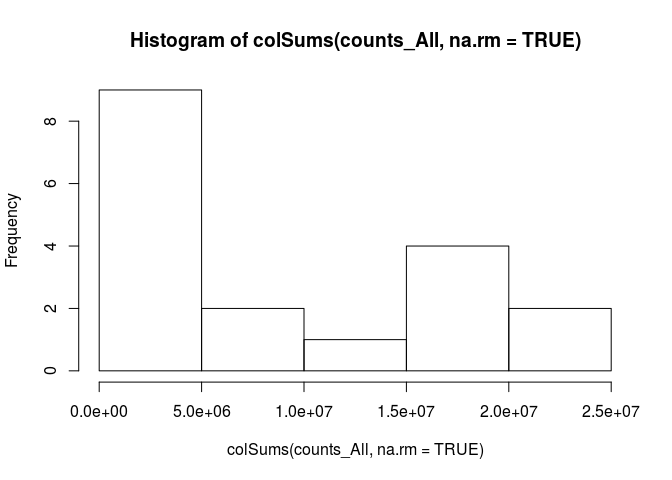 Histogram of colSums(counts_All, na.rm = TRUE)
Frequency
8
6
4
2
0
0.0e+00 5.0e+06 1.0e+07 1.5e+07 2.0e+07 2.5e+07
colSums(counts_All, na.rm = TRUE)